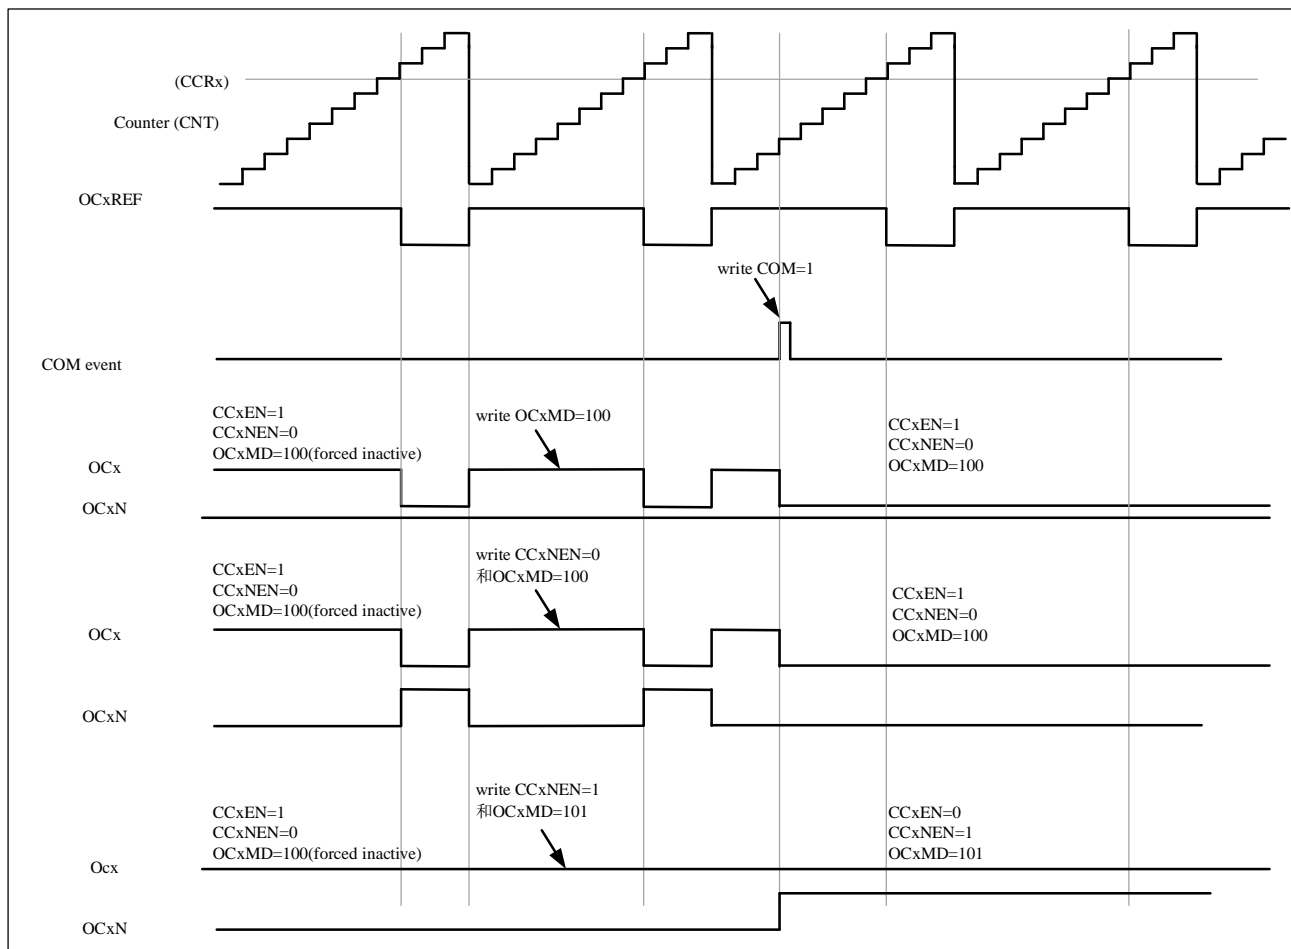 (CCRx)
Counter (CNT)
OCxREF
write COM=1
COM event
CCxEN=1
CCxNEN=0
OCxMD=100(forced inactive)
write OCxMD=100
CCxEN=1
CCxNEN=0
OCxMD=100
OCx
OCxN
CCxEN=1
CCxNEN=0
OCxMD=100(forced inactive)
write CCxNEN=0
和OCxMD=100
CCxEN=1
CCxNEN=0
OCxMD=100
OCx
OCxN
CCxEN=1
CCxNEN=0
OCxMD=100(forced inactive)
write CCxNEN=1
和OCxMD=101
CCxEN=0
CCxNEN=1
OCxMD=101
Ocx
OCxN